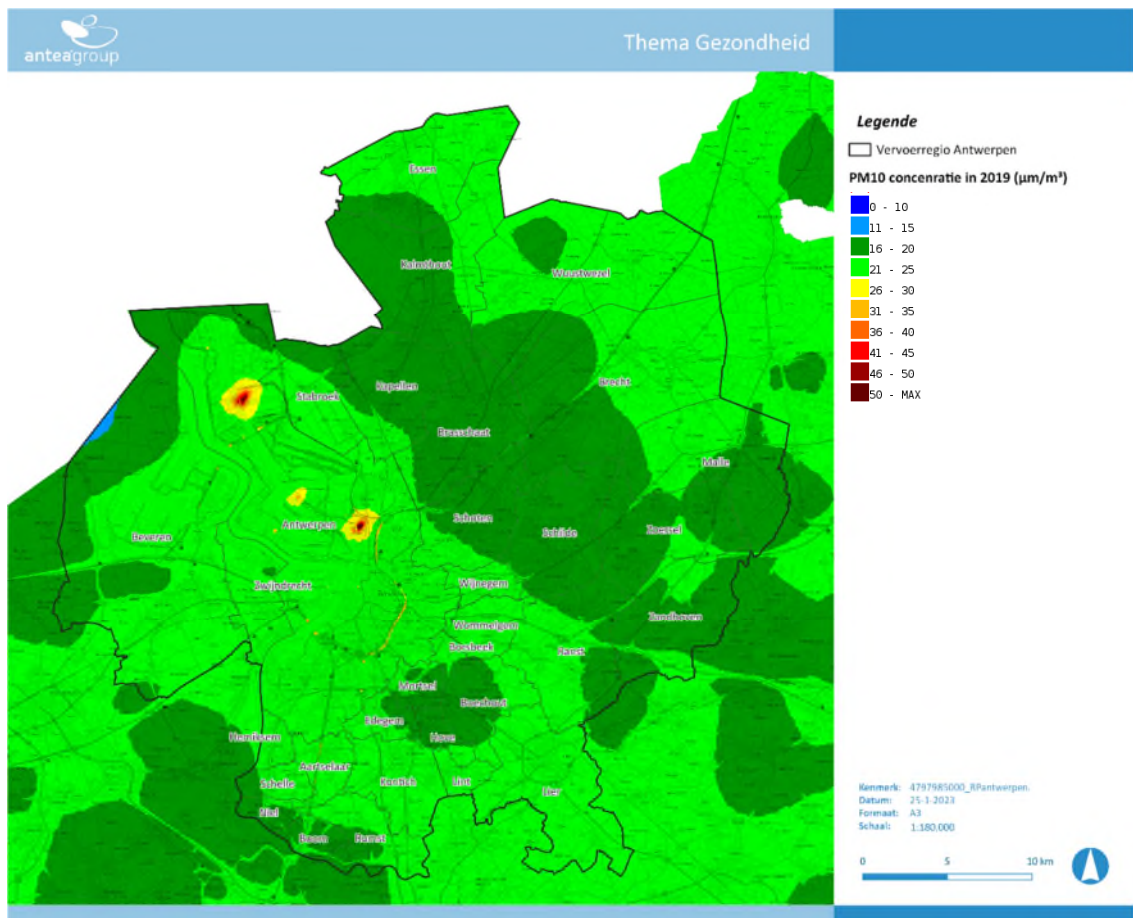 anteagroup
Thema Gezondheid
Legende
Vervoerregio Antwerpen
PM10 concenratie in 2019 (µm/m³)
0 - 10
11 - 15
16 - 20
21 - 25
26 - 30
31 - 35
36 - 40
41 - 45
46 - 50
50 - MAX
Essen
Kalmthout
Wuustwezel
Kapellen
Brecht
Stabroek
Brasschaat
Malle
Schoten
Antwerpen
Schilde
Zoersel
Beveren
Zwijndrecht
Wijnegem
Zandhoven
Wommelgem
Borsbeek
Ranst
Mortsel
Boechout
Edegem
Hove
Hemiksem
Aartselaar
Schelle
Kontich
Lint
Lier
Niel
Boom
Rumst
Kenmerk: 4797985000_RPantwerpen.
Datum: 25-1-2023
Formaat: A3
Schaal: 1:180.000
0 5 10 km